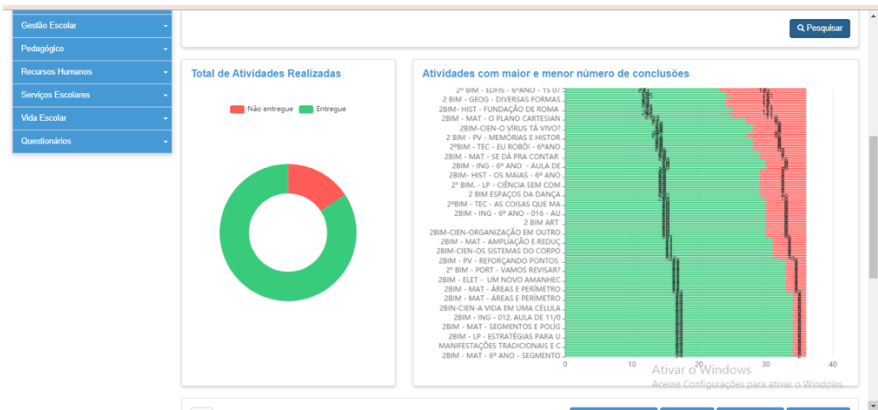 Gestão Escolar
Pesquisar
Pedagógico
Recursos Humanos
Serviços Escolares
Vida Escolar
Questionários
Total de Atividades Realizadas
Não entregue
Entregue
Atividades com maior e menor número de conclusões
2º BIM - EDFIS - 6ºANO - 15 07
2 BIM - GEOG - DIVERSAS FORMAS
2BIM- HIST - FUNDAÇÃO DE ROMA
2BIM - MAT - O PLANO CARTESIAN
2BIM-CIEN-O VÍRUS TÁ VIVO?
2 BIM - PV - MEMÓRIAS E HISTOR
2ºBIM - TEC - EU ROBÔ! - 6ºANO
2BIM - MAT - SE DÁ PRA CONTAR
2BIM - ING - 6º ANO - AULA DE
2BIM- HIST - OS MAIAS - 6º ANO
2º BIM. - LP - CIÊNCIA SEM COM
2 BIM ESPAÇOS DA DANÇA
2ºBIM - TEC - AS COISAS QUE MA
2BIM - ING - 6º ANO - 016 - AU
2 BIM ART
2BIM-CIEN-ORGANIZAÇÃO EM OUTRO
2BIM - MAT - AMPLIAÇÃO E REDUÇ
2BIM-CIEN-OS SISTEMAS DO CORPO
2BIM - PV - REFORÇANDO PONTOS
2º BIM - PORT - VAMOS REVISAR?
2BIM - ELET - UM NOVO AMANHEC
2BIM - MAT - ÁREAS E PERÍMETRO
2BIM - MAT - ÁREAS E PERÍMETRO
2BIN-CIEN-A VIDA EM UMA CÉLULA
2BIM - ING - 012. AULA DE 11/0
2BIM - MAT - SEGMENTOS E POLÍG
2BIM - LP - ESTRATÉGIAS PARA U
MANIFESTAÇÕES TRADICIONAIS E C
2BIM - MAT - 6º ANO - SEGMENTO
0 10 20 30 40
Ativar o Windows
Acesse Configurações para ativar o Windows.